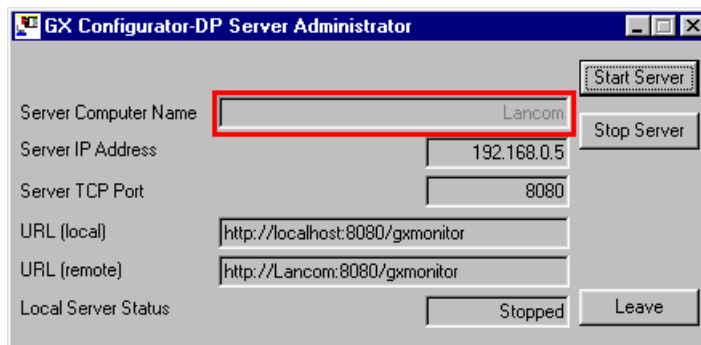 GX Configurator-DP Server Administrator
Start Server
Server Computer Name Lancom
Stop Server
Server IP Address 192.168.0.5
Server TCP Port 8080
URL (local) http://localhost:8080/gxmonitor
URL (remote) http://Lancom:8080/gxmonitor
Local Server Status Stopped Leave